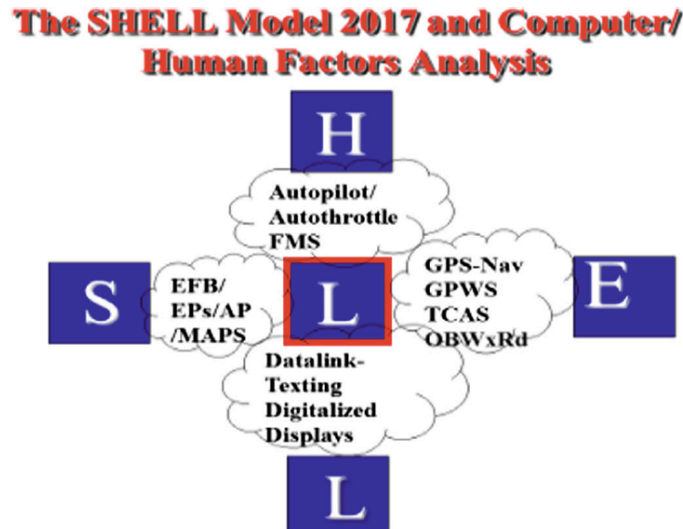 The SHELL Model 2017 and Computer/
Human Factors Analysis
H
Autopilot/
Autothrottle
FMS
S
EFB/
EPs/AP
/MAPS
L
GPS-Nav
GPWS
TCAS
OBWxRd
E
Datalink-
Texting
Digitalized
Displays
L